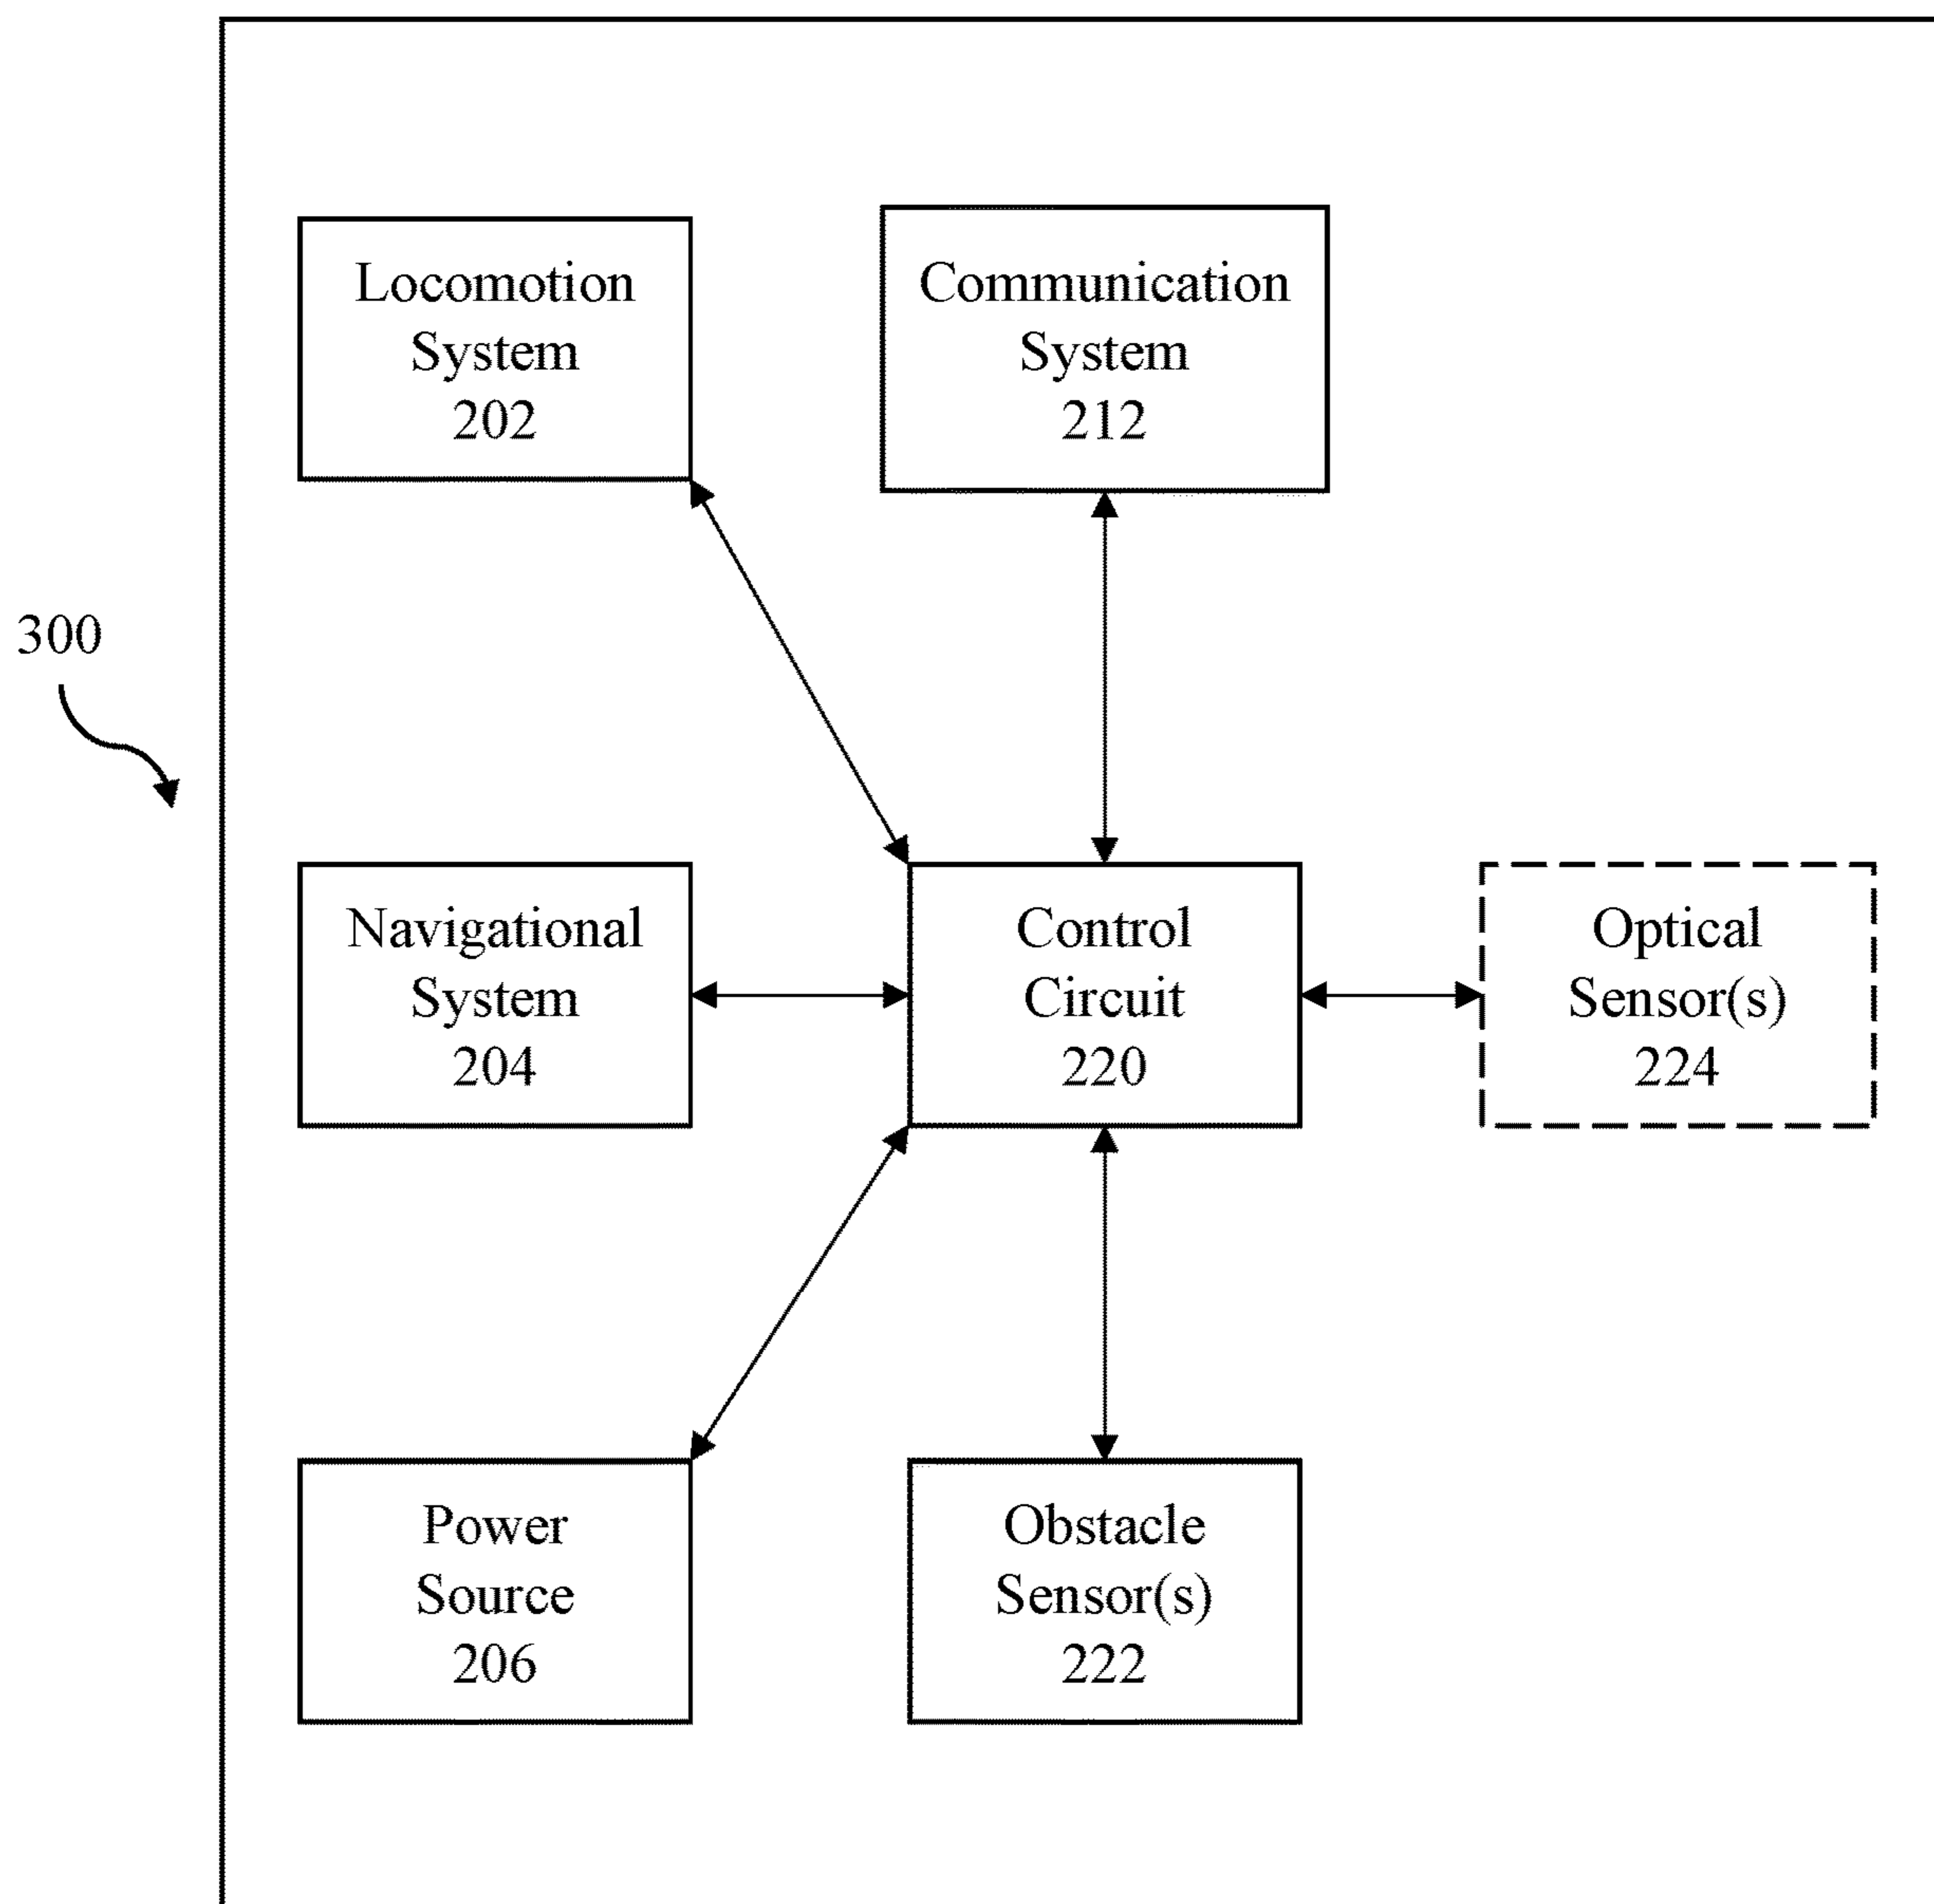 Locomotion
System
202
Communication
System
212
300
Navigational
System
204
Control
Circuit
220
Optical
Sensor(s)
224
Power
Source
206
Obstacle
Sensor(s)
222